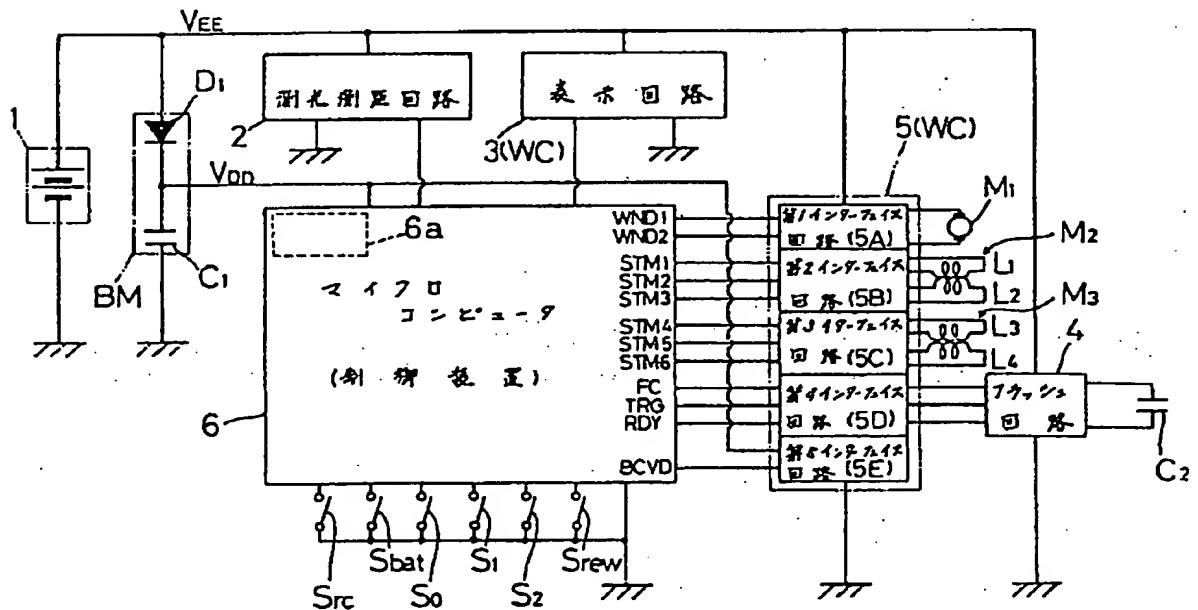 VEE
D1
1
測光測距回路
2
表示回路
3(WC)
5(WC)
VDD
C1
BM
6a
マイクロ
コンピュータ
(制御装置)
6
WND1
WND2
STM1
STM2
STM3
STM4
STM5
STM6
FC
TRG
RDY
BCVD
第1インターフェイス
回路(5A)
第2インターフェイス
回路(5B)
第3インターフェイス
回路(5C)
第4インターフェイス
回路(5D)
第5インターフェイス
回路(5E)
M1
M2
L1
L2
M3
L3
L4
4
フラッシュ
回路
C2
Src
Sbat
S0
S1
S2
Srew